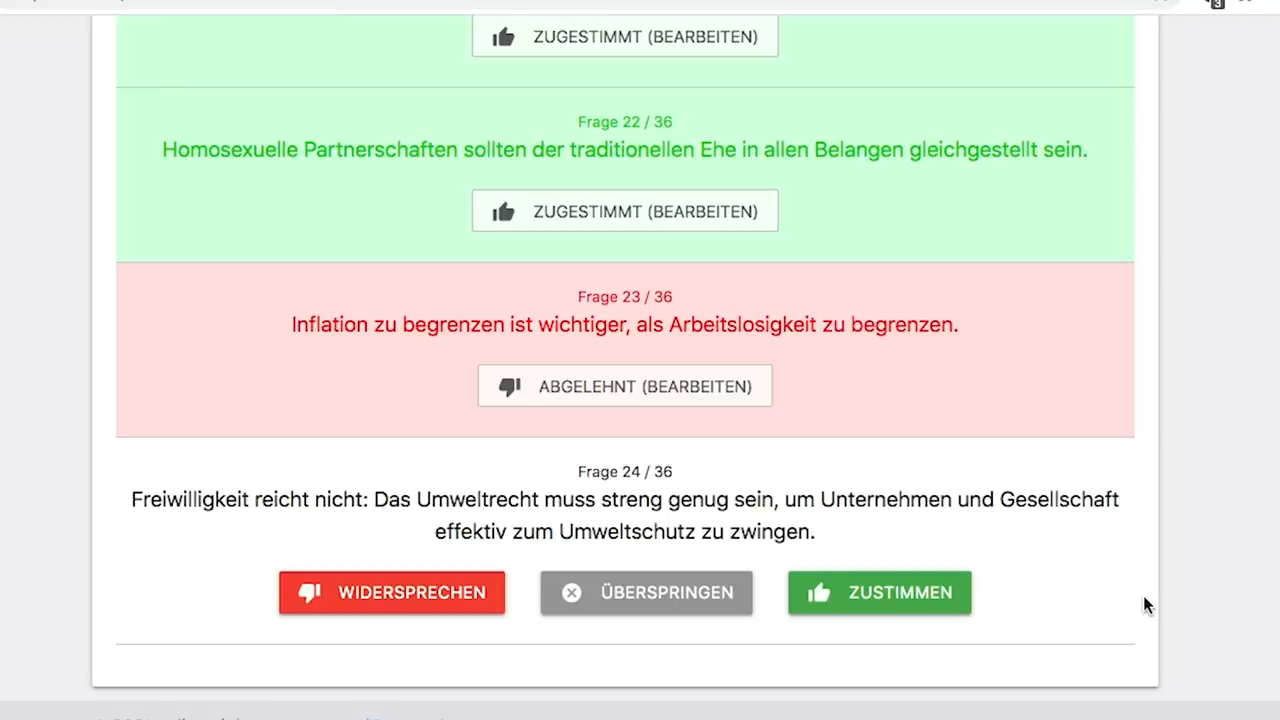 3
ZUGESTIMMT (BEARBEITEN)
Frage 22 / 36
Homosexuelle Partnerschaften sollten der traditionellen Ehe in allen Belangen gleichgestellt sein.
ZUGESTIMMT (BEARBEITEN)
Frage 23 / 36
Inflation zu begrenzen ist wichtiger, als Arbeitslosigkeit zu begrenzen.
ABGELEHNT (BEARBEITEN)
Frage 24 / 36
Freiwilligkeit reicht nicht: Das Umweltrecht muss streng genug sein, um Unternehmen und Gesellschaft
effektiv zum Umweltschutz zu zwingen.
WIDERSPRECHEN
ÜBERSPRINGEN
ZUSTIMMEN